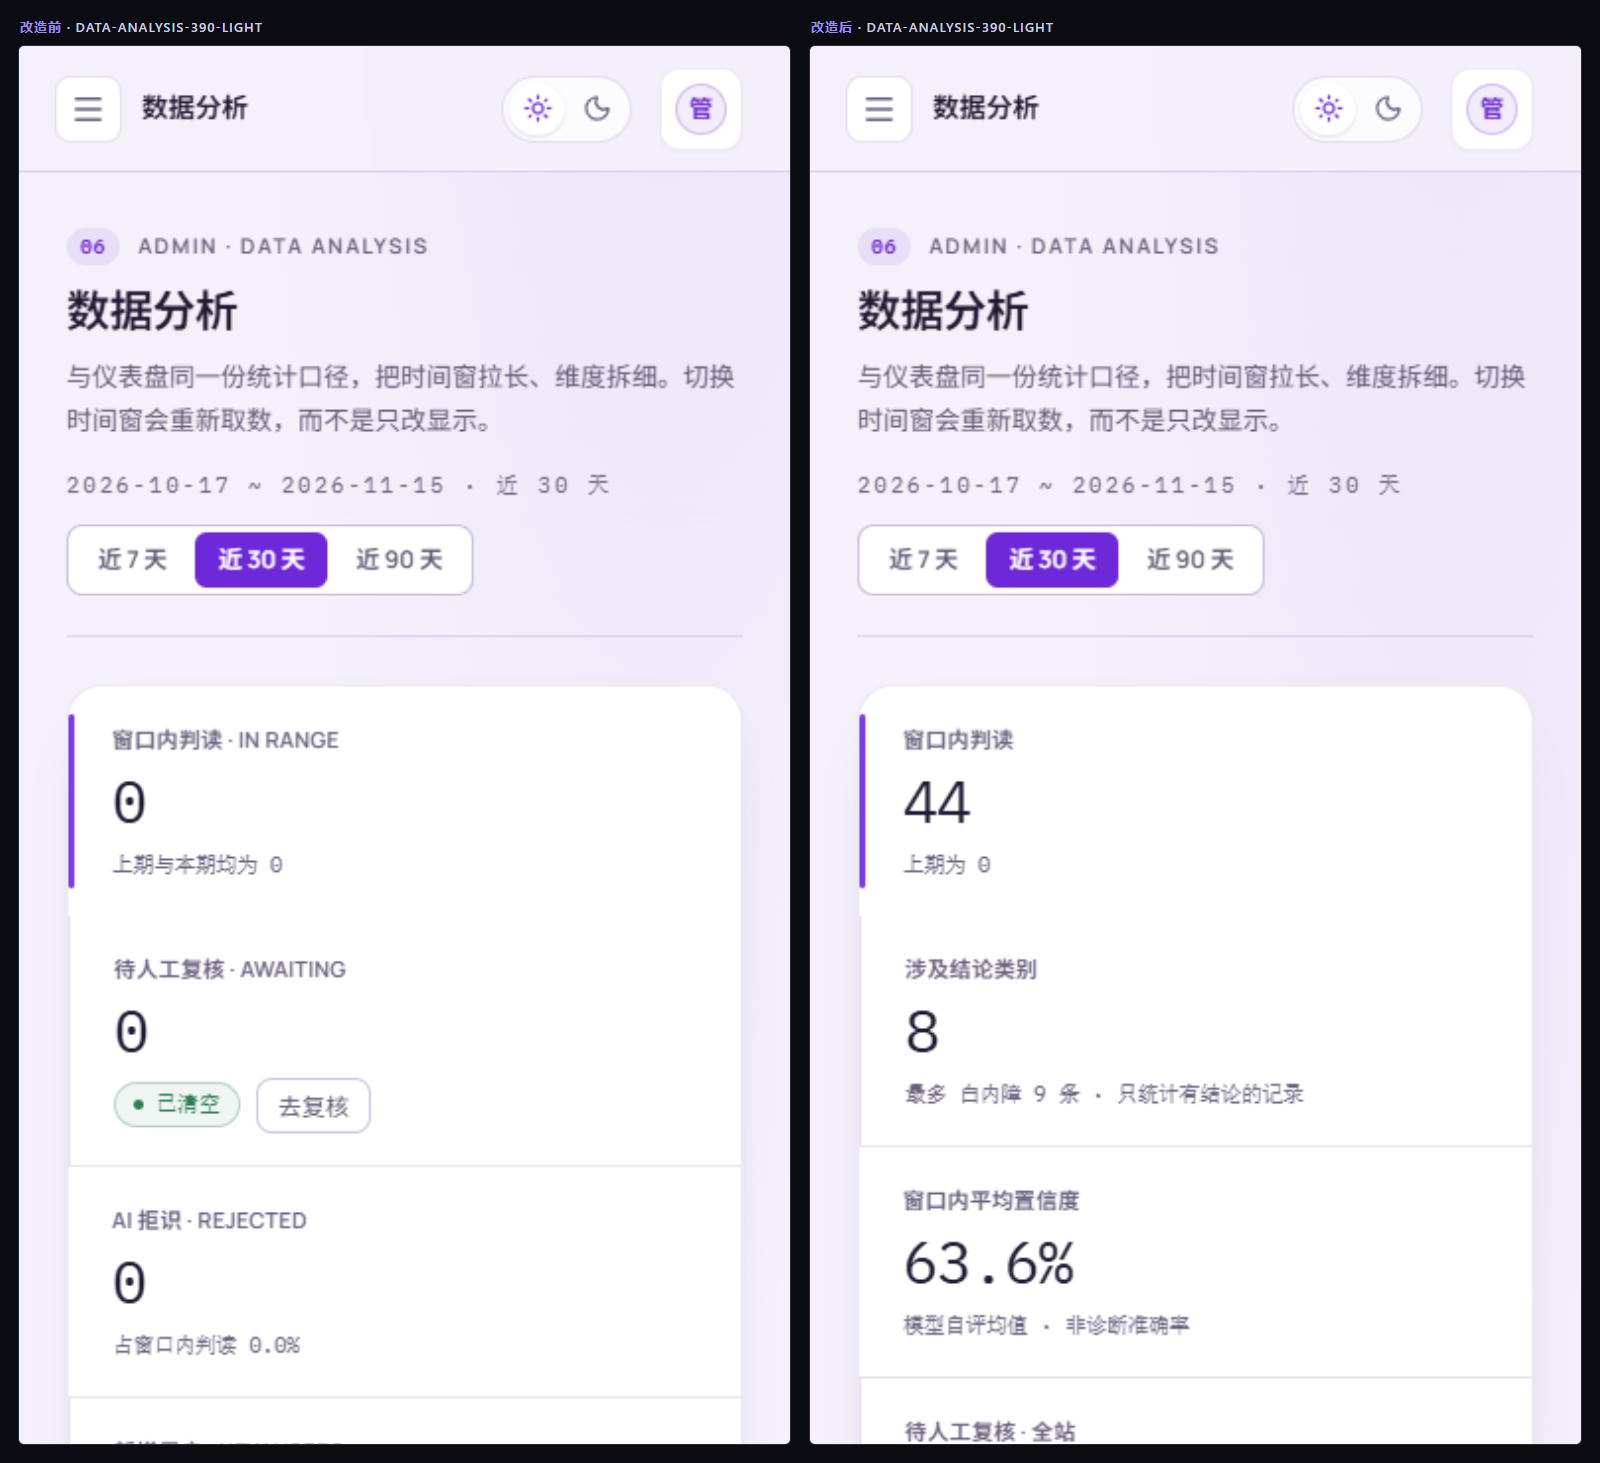 改造前 · DATA-ANALYSIS-390-LIGHT
数据分析
管
06 ADMIN · DATA ANALYSIS
数据分析
与仪表盘同一份统计口径，把时间窗拉长、维度拆细。切换
时间窗会重新取数，而不是只改显示。
2026-10-17 ~ 2026-11-15 · 近 30 天
近 7 天 近 30 天 近 90 天
窗口内判读 · IN RANGE
0
上期与本期均为 0
待人工复核 · AWAITING
0
已清空 去复核
AI 拒识 · REJECTED
0
占窗口内判读 0.0%
改造后 · DATA-ANALYSIS-390-LIGHT
数据分析
管
06 ADMIN · DATA ANALYSIS
数据分析
与仪表盘同一份统计口径，把时间窗拉长、维度拆细。切换
时间窗会重新取数，而不是只改显示。
2026-10-17 ~ 2026-11-15 · 近 30 天
近 7 天 近 30 天 近 90 天
窗口内判读
44
上期为 0
涉及结论类别
8
最多 白内障 9 条 · 只统计有结论的记录
窗口内平均置信度
63.6%
模型自评均值 · 非诊断准确率
待人工复核 · 全站